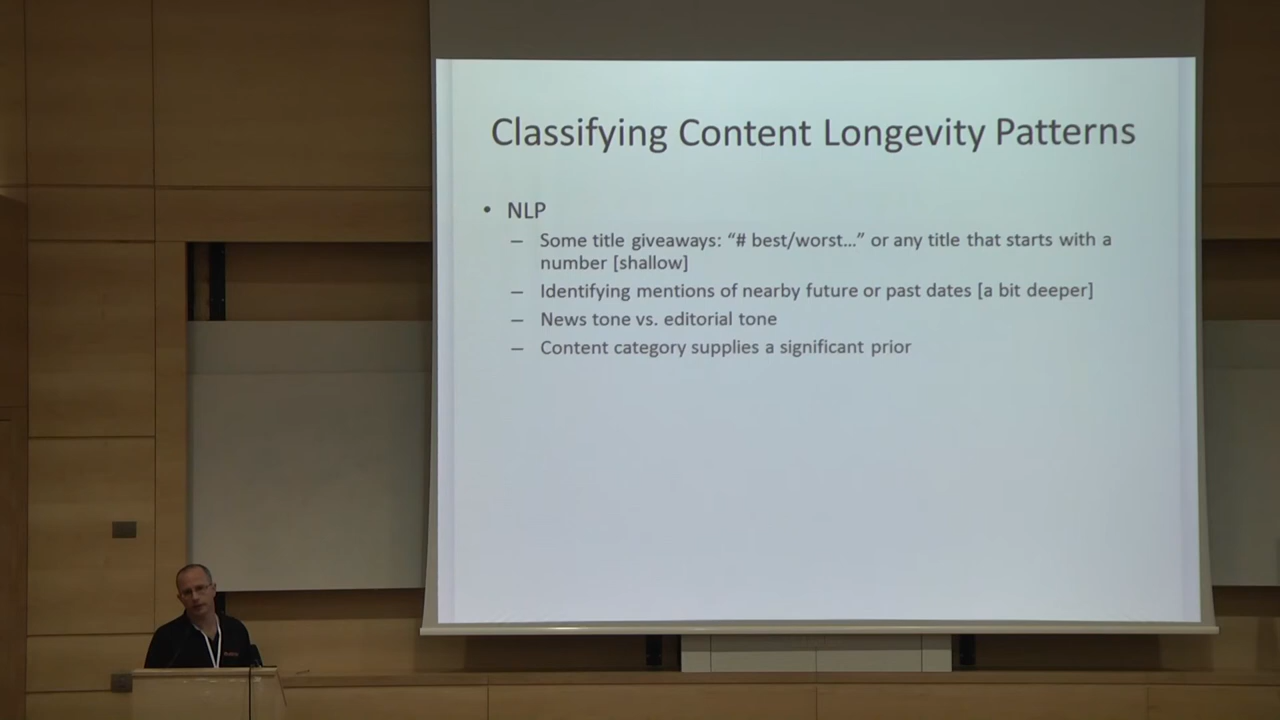 Classifying Content Longevity Patterns
• NLP
– Some title giveaways: “# best/worst…” or any title that starts with a
number [shallow]
– Identifying mentions of nearby future or past dates [a bit deeper]
– News tone vs. editorial tone
– Content category supplies a significant prior